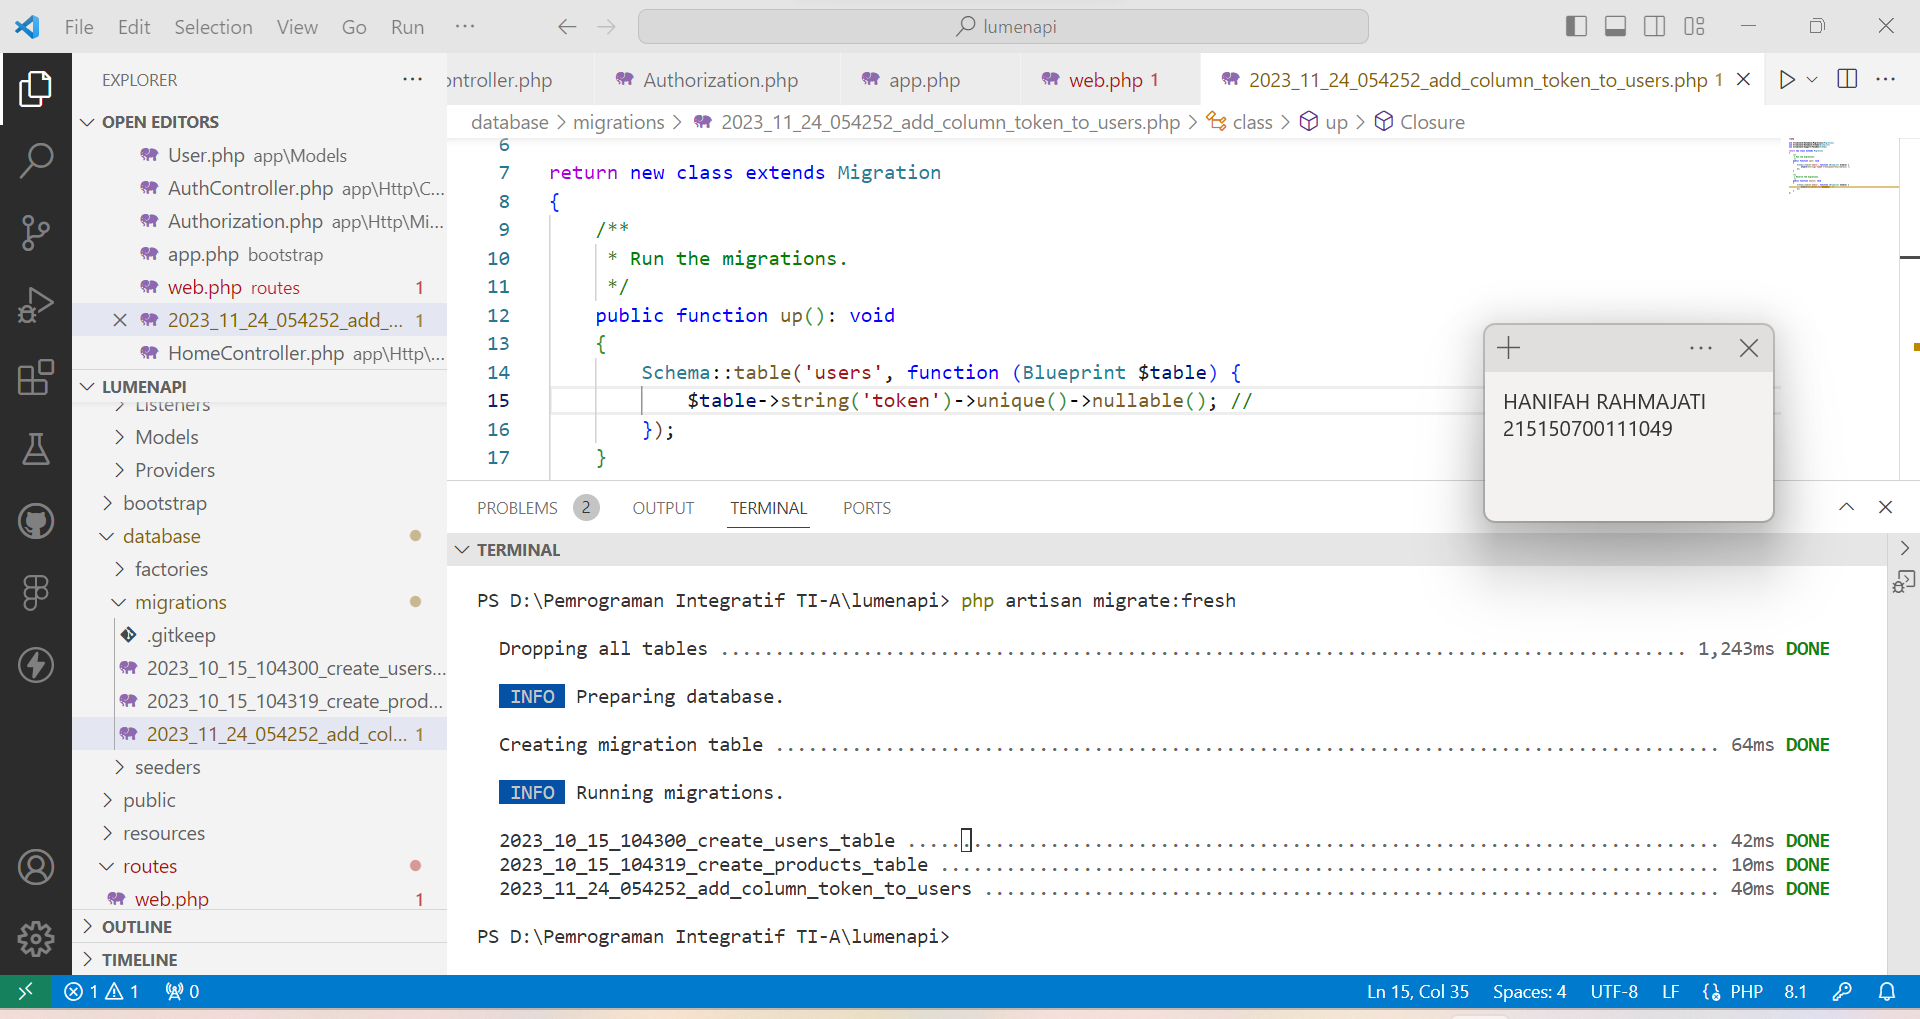 File Edit Selection View Go Run ··· lumenapi
EXPLORER ···
OPEN EDITORS
User.php app\Models
AuthController.php app\Http\C...
Authorization.php app\Http\Mi...
app.php bootstrap
web.php routes 1
2023_11_24_054252_add_... 1
HomeController.php app\Http\...
LUMENAPI
Listeners
Models
Providers
bootstrap
database
factories
migrations
.gitkeep
2023_10_15_104300_create_users...
2023_10_15_104319_create_prod...
2023_11_24_054252_add_col... 1
seeders
public
resources
routes
web.php 1
OUTLINE
TIMELINE
ontroller.php Authorization.php app.php web.php 1 2023_11_24_054252_add_column_token_to_users.php 1
database > migrations > 2023_11_24_054252_add_column_token_to_users.php > class > up > Closure
6
7 return new class extends Migration
8 {
9 /**
10 * Run the migrations.
11 */
12 public function up(): void
13 {
14 Schema::table('users', function (Blueprint $table) {
15 $table->string('token')->unique()->nullable(); //
16 });
17 }
HANIFAH RAHMAJATI
215150700111049
PROBLEMS 2 OUTPUT TERMINAL PORTS
TERMINAL
PS D:\Pemrograman Integratif TI-A\lumenapi> php artisan migrate:fresh
Dropping all tables ........................................................................................ 1,243ms DONE
INFO Preparing database.
Creating migration table ...................................................................................... 64ms DONE
INFO Running migrations.
2023_10_15_104300_create_users_table .......................................................................... 42ms DONE
2023_10_15_104319_create_products_table ....................................................................... 10ms DONE
2023_11_24_054252_add_column_token_to_users ................................................................... 40ms DONE
PS D:\Pemrograman Integratif TI-A\lumenapi>
1 1 0 Ln 15, Col 35 Spaces: 4 UTF-8 LF PHP 8.1